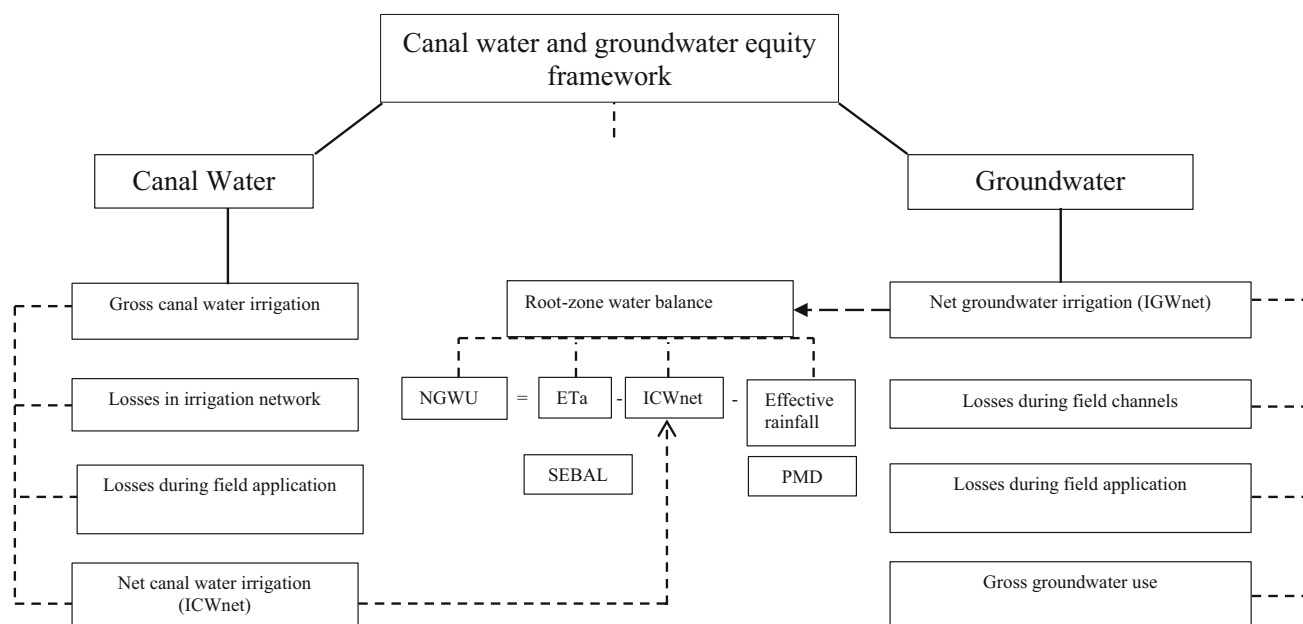 Canal water and groundwater equity
framework
Canal Water
Groundwater
Gross canal water irrigation
Root-zone water balance
Net groundwater irrigation (IGWnet)
Losses in irrigation network
NGWU = ETa - ICWnet - Effective
rainfall
Losses during field channels
SEBAL
PMD
Losses during field application
Losses during field application
Net canal water irrigation
(ICWnet)
Gross groundwater use